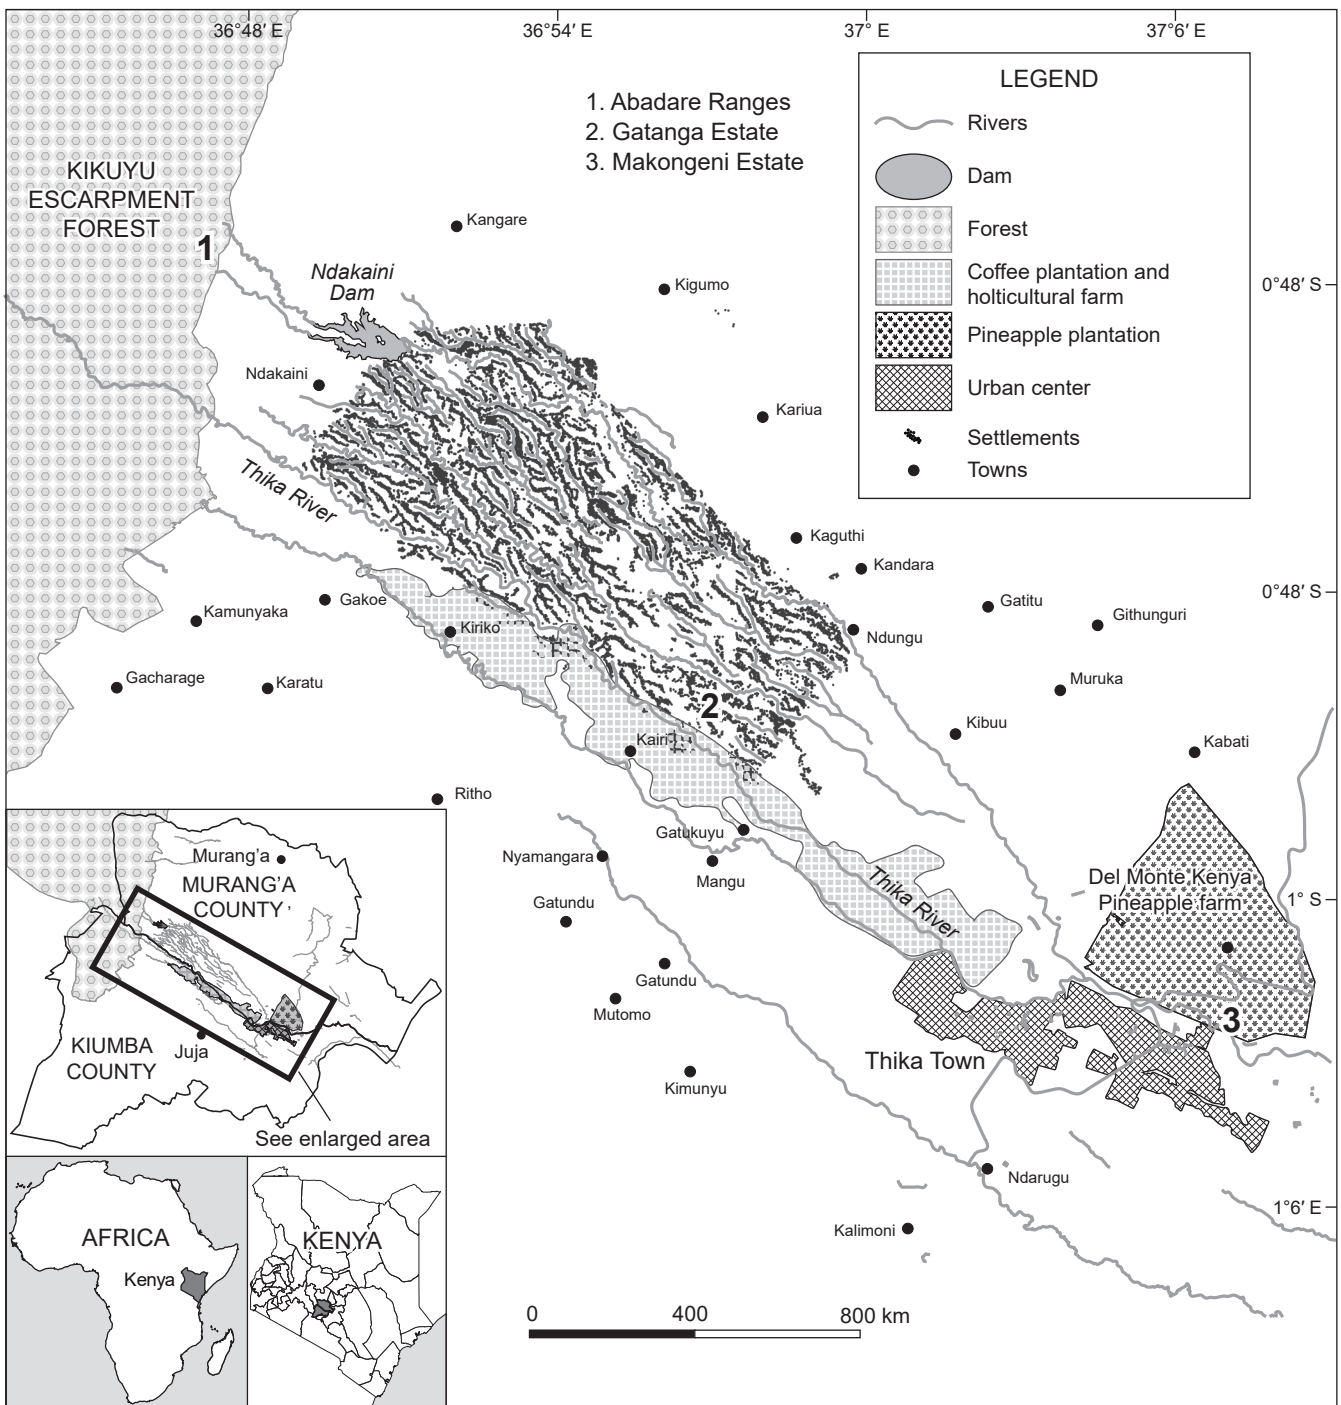 36°48′ E
36°54′ E
37° E
37°6′ E
1. Abadare Ranges
2. Gatanga Estate
3. Makongeni Estate
LEGEND
Rivers
Dam
Forest
Coffee plantation and
holticultural farm
Pineapple plantation
Urban center
Settlements
Towns
KIKUYU
ESCARPMENT
FOREST
1
Kangare
Ndakaini
Dam
Kigumo
0°48′ S
Ndakaini
Kariua
Thika River
Kaguthi
Kandara
0°48′ S
Kamunyaka
Gakoe
Gatitu
Githunguri
Kiriko
Ndungu
Gacharage
Karatu
Muruka
2
Kibuu
Kairi
Kabati
Ritho
Gatukuyu
Nyamangara
Mangu
Thika River
Del Monte Kenya
Pineapple farm
1° S
Gatundu
Gatundu
Mutomo
3
Thika Town
Kimunyu
Ndarugu
1°6′ E
Kalimoni
Murang'a
MURANG'A
COUNTY
KIUMBA
COUNTY
Juja
See enlarged area
AFRICA
Kenya
KENYA
0 400 800 km